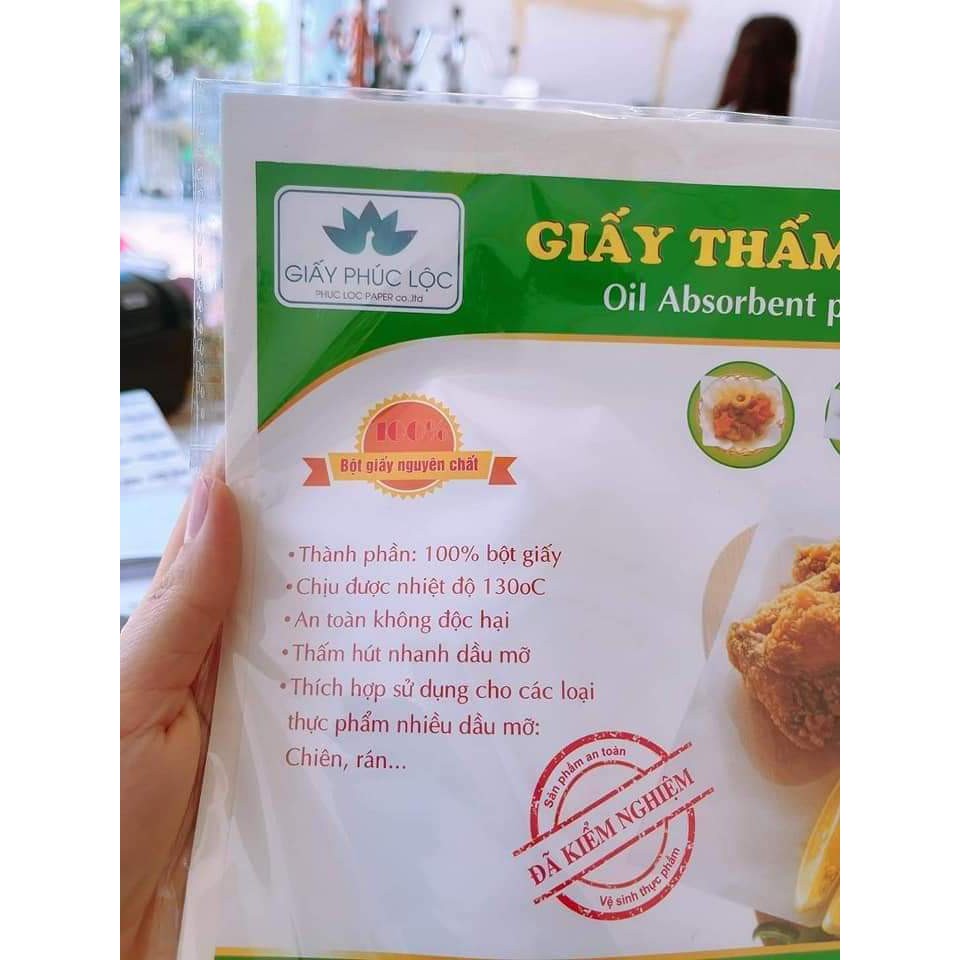 GIẤY PHÚC LỘC
PHUC LOC PAPER co.,ltd
GIẤY THẤM
Oil Absorbent
100%
Bột giấy nguyên chất
• Thành phần: 100% bột giấy
• Chịu được nhiệt độ 130oC
• An toàn không độc hại
• Thấm hút nhanh dầu mỡ
• Thích hợp sử dụng cho các loại
thực phẩm nhiều dầu mỡ:
Chiên, rán...
Sản phẩm an toàn
ĐÃ KIỂM NGHIỆM
Vệ sinh thực phẩm